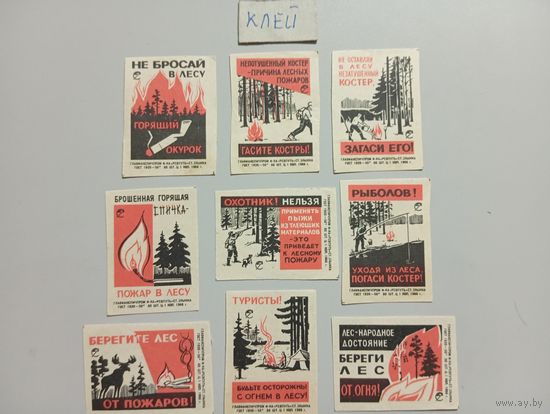 КЛЕЙ
НЕ БРОСАЙ
В ЛЕСУ
ГОРЯЩИЙ
ОКУРОК
НЕПОТУШЕННЫЙ КОСТЕР
-ПРИЧИНА ЛЕСНЫХ
ПОЖАРОВ
ГАСИТЕ КОСТРЫ!
НЕ ОСТАВЛЯЙ
В ЛЕСУ
НЕЗАТУШЕННЫЙ
КОСТЕР.
ЗАГАСИ ЕГО!
БРОШЕННАЯ ГОРЯЩАЯ
СПИЧКА-
ПОЖАР В ЛЕСУ
ОХОТНИК! НЕЛЬЗЯ
ПРИМЕНЯТЬ
ПЫЖИ
ИЗ ТЛЕЮЩИХ
МАТЕРИАЛОВ
-ЭТО
ПРИВЕДЕТ
К ЛЕСНОМУ
ПОЖАРУ
РЫБОЛОВ!
УХОДЯ ИЗ ЛЕСА
ПОГАСИ КОСТЕР!
БЕРЕГИТЕ ЛЕС
ОТ ПОЖАРОВ!
ТУРИСТЫ!
БУДЬТЕ ОСТОРОЖНЫ
С ОГНЕМ В ЛЕСУ!
ЛЕС-НАРОДНОЕ
ДОСТОЯНИЕ
БЕРЕГИ
ЛЕС
ОТ ОГНЯ!
www.ay.by